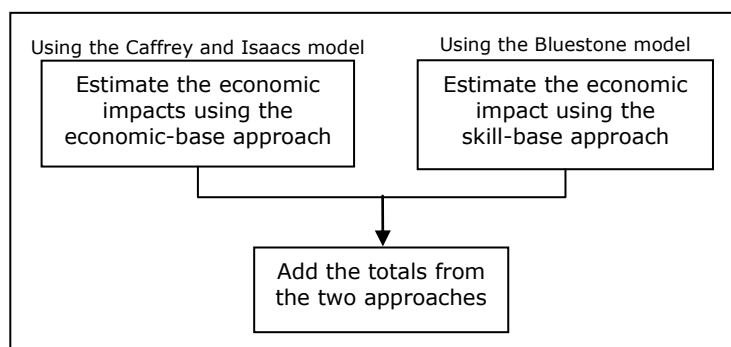 Using the Caffrey and Isaacs model
Estimate the economic
impacts using the
economic-base approach
Using the Bluestone model
Estimate the economic
impact using the
skill-base approach
Add the totals from
the two approaches